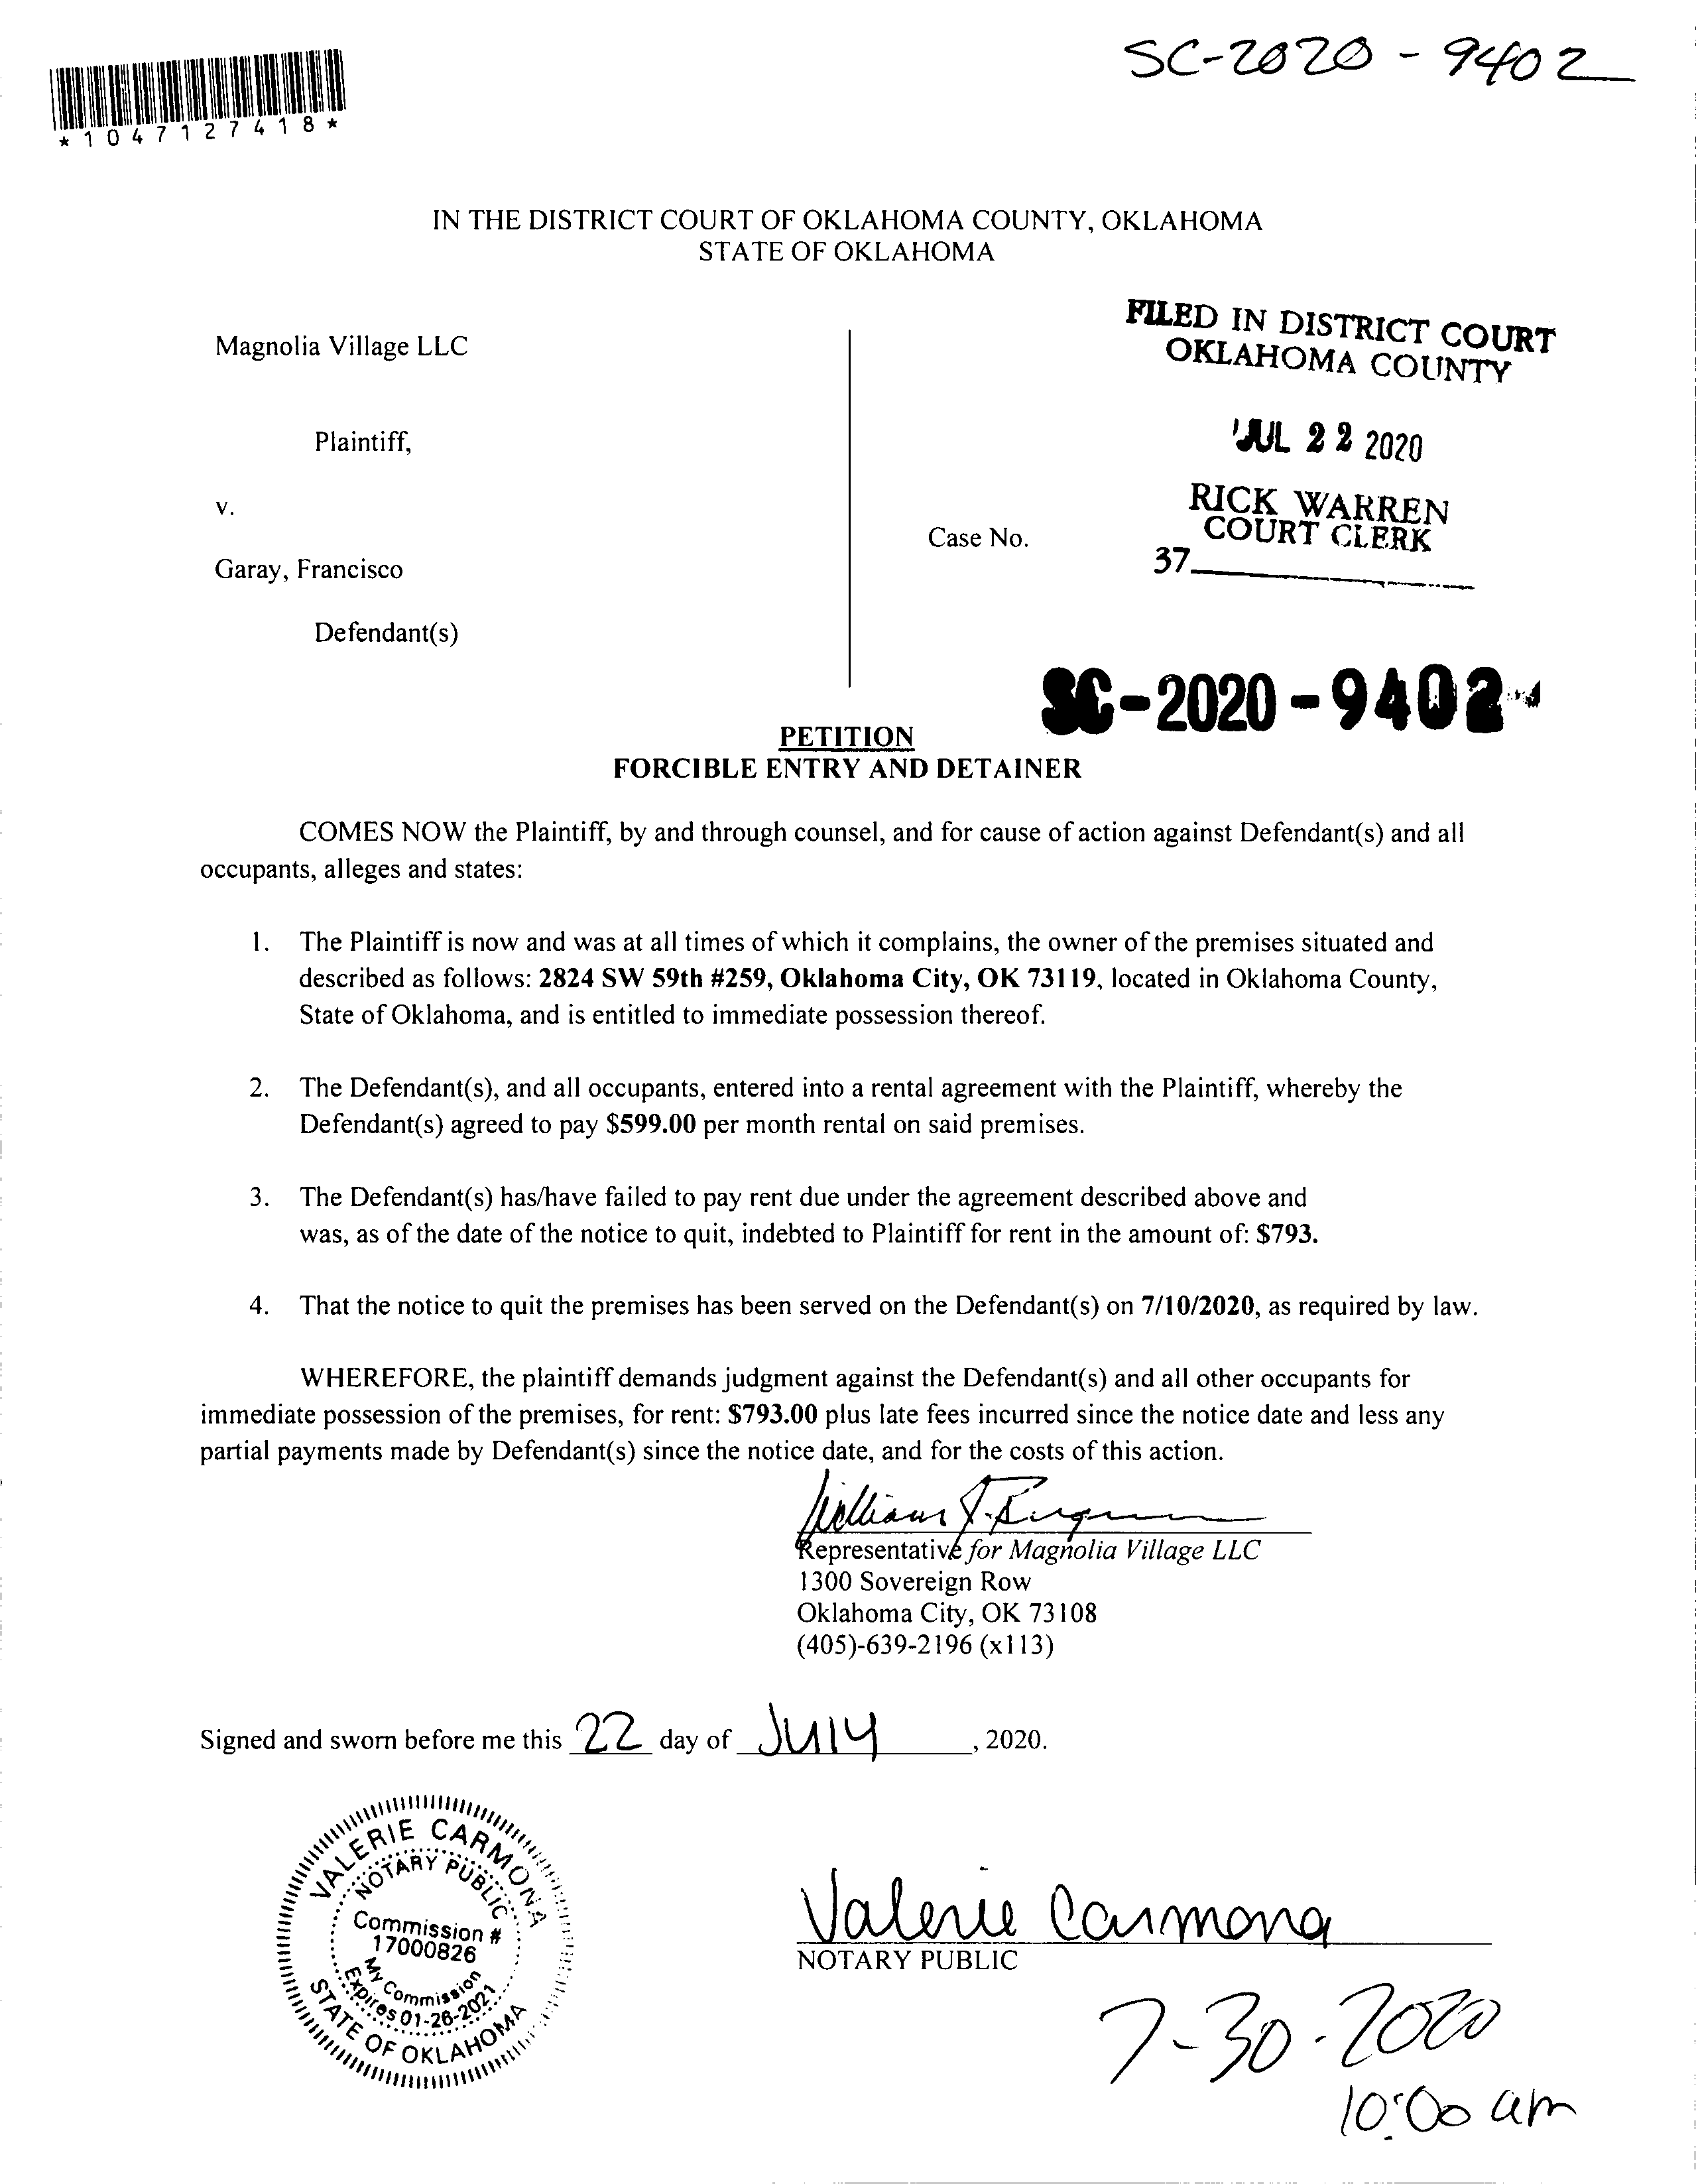 SC-2020-9402
*1047127418*
IN THE DISTRICT COURT OF OKLAHOMA COUNTY, OKLAHOMA
STATE OF OKLAHOMA
FILED IN DISTRICT COURT
OKLAHOMA COUNTY
JUL 22 2020
RICK WARREN
COURT CLERK
37
Magnolia Village LLC
Plaintiff,
v.
Case No.
Garay, Francisco
Defendant(s)
SC-2020-9402
PETITION
FORCIBLE ENTRY AND DETAINER
COMES NOW the Plaintiff, by and through counsel, and for cause of action against Defendant(s) and all
occupants, alleges and states:
1. The Plaintiff is now and was at all times of which it complains, the owner of the premises situated and
described as follows: 2824 SW 59th #259, Oklahoma City, OK 73119, located in Oklahoma County,
State of Oklahoma, and is entitled to immediate possession thereof.
2. The Defendant(s), and all occupants, entered into a rental agreement with the Plaintiff, whereby the
Defendant(s) agreed to pay $599.00 per month rental on said premises.
3. The Defendant(s) has/have failed to pay rent due under the agreement described above and
was, as of the date of the notice to quit, indebted to Plaintiff for rent in the amount of: $793.
4. That the notice to quit the premises has been served on the Defendant(s) on 7/10/2020, as required by law.
WHEREFORE, the plaintiff demands judgment against the Defendant(s) and all other occupants for
immediate possession of the premises, for rent: $793.00 plus late fees incurred since the notice date and less any
partial payments made by Defendant(s) since the notice date, and for the costs of this action.
William J.
Representative for Magnolia Village LLC
1300 Sovereign Row
Oklahoma City, OK 73108
(405)-639-2196 (x113)
Signed and sworn before me this 22 day of July, 2020.
VALERIE CARMONA
NOTARY PUBLIC
Commission #
17000826
My Commission
Expires 01-26-2021
STATE OF OKLAHOMA
Valerie Carmona
NOTARY PUBLIC
7-30-2020
10:00 am